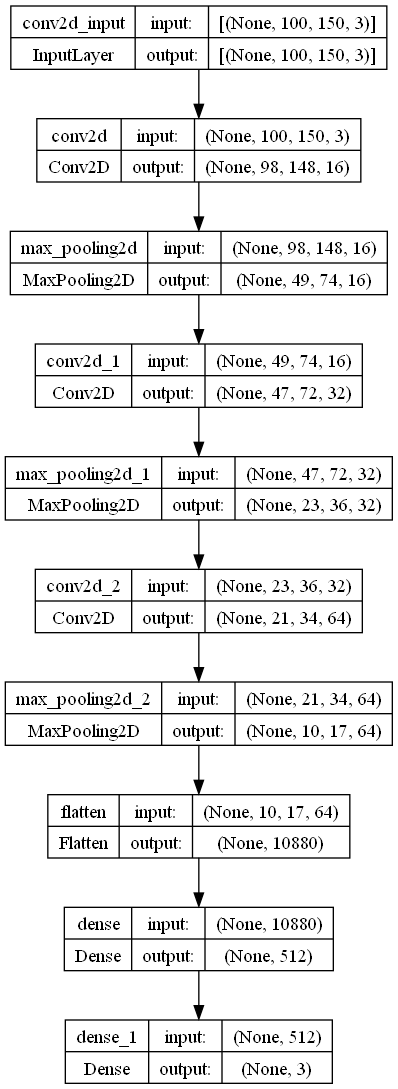 conv2d_input input: [(None, 100, 150, 3)]
InputLayer output: [(None, 100, 150, 3)]
conv2d input: (None, 100, 150, 3)
Conv2D output: (None, 98, 148, 16)
max_pooling2d input: (None, 98, 148, 16)
MaxPooling2D output: (None, 49, 74, 16)
conv2d_1 input: (None, 49, 74, 16)
Conv2D output: (None, 47, 72, 32)
max_pooling2d_1 input: (None, 47, 72, 32)
MaxPooling2D output: (None, 23, 36, 32)
conv2d_2 input: (None, 23, 36, 32)
Conv2D output: (None, 21, 34, 64)
max_pooling2d_2 input: (None, 21, 34, 64)
MaxPooling2D output: (None, 10, 17, 64)
flatten input: (None, 10, 17, 64)
Flatten output: (None, 10880)
dense input: (None, 10880)
Dense output: (None, 512)
dense_1 input: (None, 512)
Dense output: (None, 3)